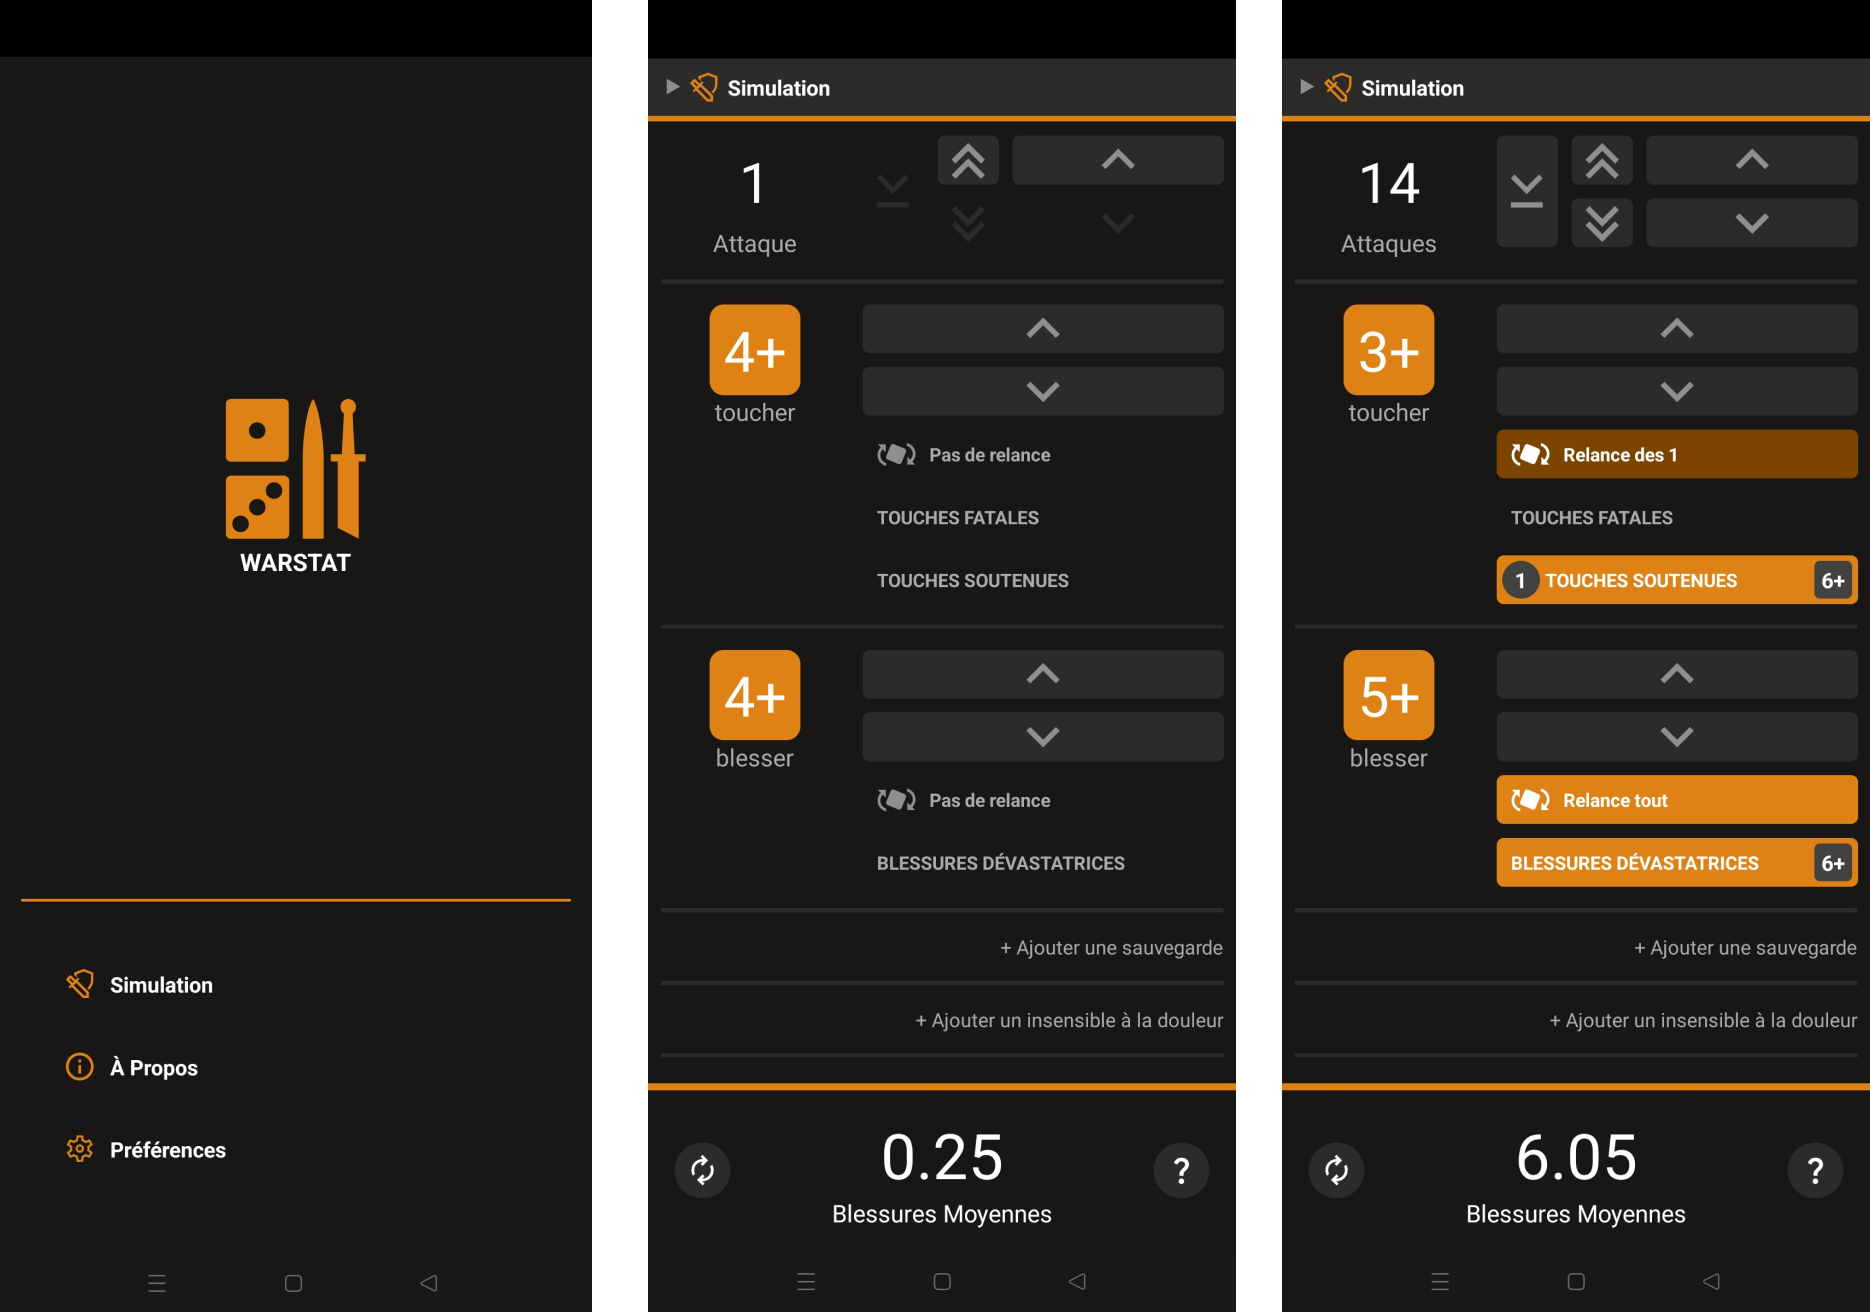 WARSTAT
Simulation
À Propos
Préférences
Simulation
1
Attaque
4+
toucher
Pas de relance
TOUCHES FATALES
TOUCHES SOUTENUES
4+
blesser
Pas de relance
BLESSURES DÉVASTATRICES
+ Ajouter une sauvegarde
+ Ajouter un insensible à la douleur
0.25
?
Blessures Moyennes
Simulation
14
Attaques
3+
toucher
Relance des 1
TOUCHES FATALES
1 TOUCHES SOUTENUES 6+
5+
blesser
Relance tout
BLESSURES DÉVASTATRICES 6+
+ Ajouter une sauvegarde
+ Ajouter un insensible à la douleur
6.05
?
Blessures Moyennes